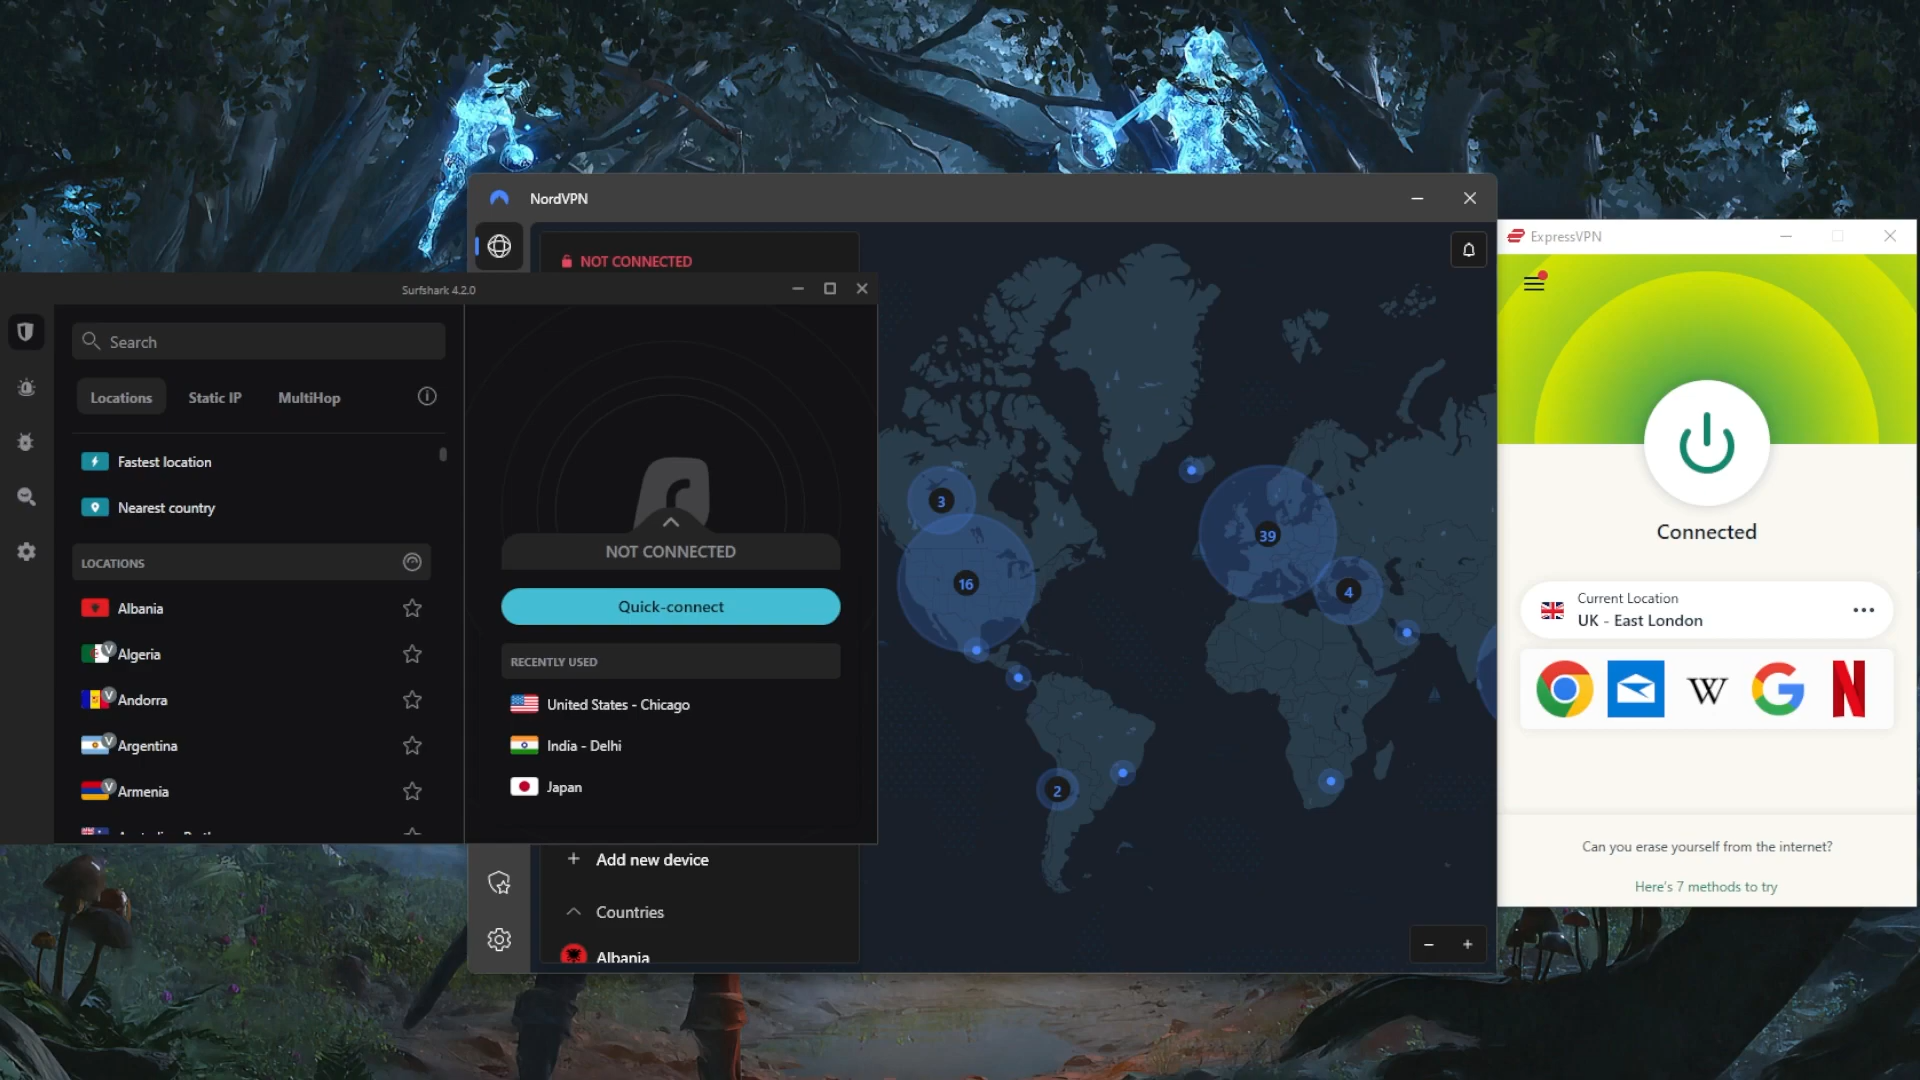 NordVPN
NOT CONNECTED
Surfshark 4.2.0
Search
Locations
Static IP
MultiHop
Fastest location
Nearest country
LOCATIONS
Albania
V
Algeria
V
Andorra
V
Argentina
V
Armenia
NOT CONNECTED
Quick-connect
RECENTLY USED
United States - Chicago
India - Delhi
Japan
Add new device
Countries
Albania
3
16
39
4
2
ExpressVPN
Connected
Current Location
UK - East London
W
G
N
Can you erase yourself from the internet?
Here's 7 methods to try